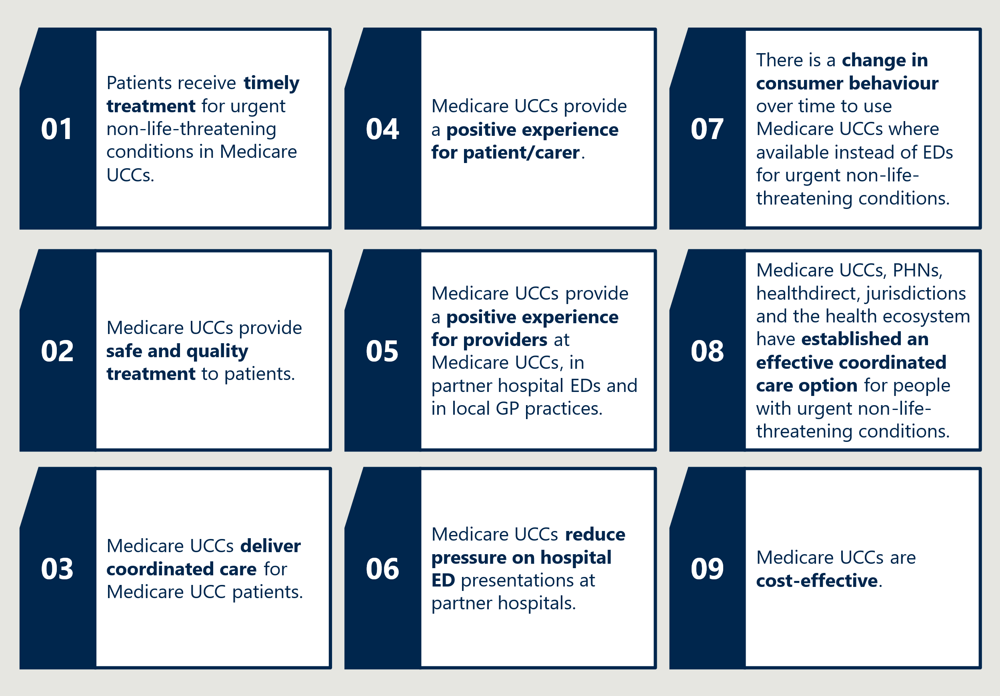 01
Patients receive timely
treatment for urgent
non-life-threatening
conditions in Medicare
UCCs.
02
Medicare UCCs provide
safe and quality
treatment to patients.
03
Medicare UCCs deliver
coordinated care for
Medicare UCC patients.
04
Medicare UCCs provide
a positive experience
for patient/carer.
05
Medicare UCCs provide
a positive experience
for providers at
Medicare UCCs, in
partner hospital EDs and
in local GP practices.
06
Medicare UCCs reduce
pressure on hospital
ED presentations at
partner hospitals.
07
There is a change in
consumer behaviour
over time to use
Medicare UCCs where
available instead of EDs
for urgent non-life-
threatening conditions.
08
Medicare UCCs, PHNs,
healthdirect, jurisdictions
and the health ecosystem
have established an
effective coordinated
care option for people
with urgent non-life-
threatening conditions.
09
Medicare UCCs are
cost-effective.